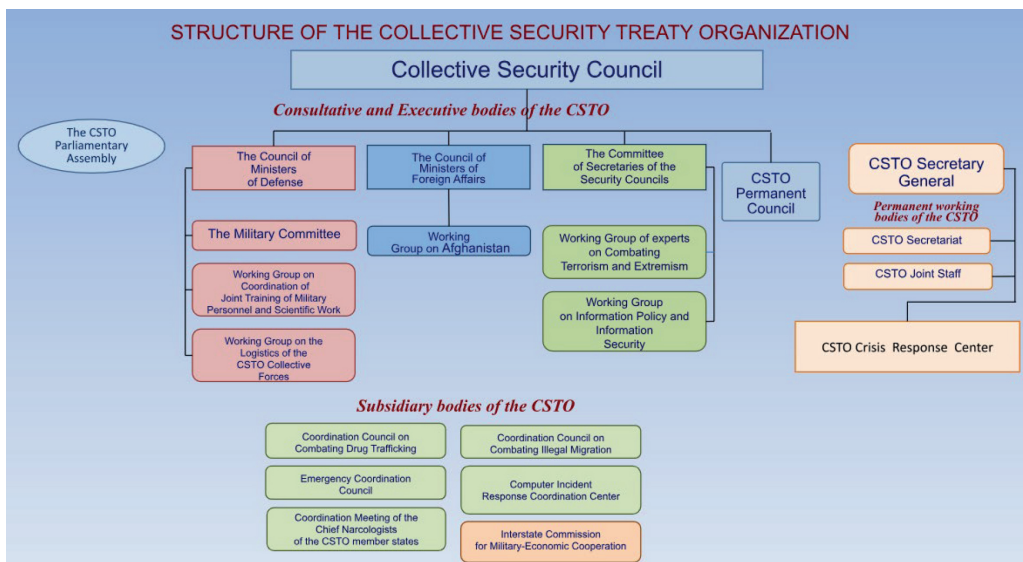 STRUCTURE OF THE COLLECTIVE SECURITY TREATY ORGANIZATION
Collective Security Council
Consultative and Executive bodies of the CSTO
The CSTO
Parliamentary
Assembly
The Council of
Ministers
of Defense
The Council of
Ministers of
Foreign Affairs
The Committee
of Secretaries of the
Security Councils
CSTO
Permanent
Council
CSTO Secretary
General
Permanent working
bodies of the CSTO
CSTO Secretariat
CSTO Joint Staff
CSTO Crisis Response Center
The Military Committee
Working Group on
Coordination of
Joint Training of Military
Personnel and Scientific Work
Working Group on the
Logistics of the
CSTO Collective
Forces
Working
Group on Afghanistan
Working Group of experts
on Combating
Terrorism and Extremism
Working Group
on Information Policy and
Information
Security
Subsidiary bodies of the CSTO
Coordination Council on
Combating Drug Trafficking
Coordination Council on
Combating Illegal Migration
Emergency Coordination
Council
Computer Incident
Response Coordination Center
Coordination Meeting of the
Chief Narcologists
of the CSTO member states
Interstate Commission
for Military-Economic Cooperation